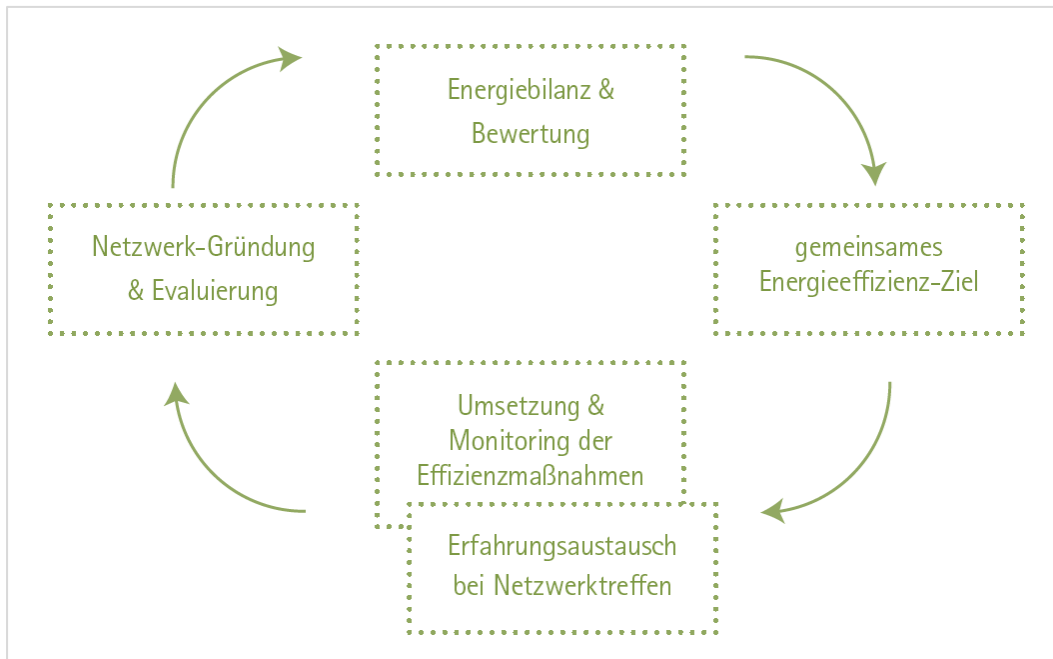 Energiebilanz &
Bewertung
Netzwerk-Gründung
& Evaluierung
gemeinsames
Energieeffizienz-Ziel
Umsetzung &
Monitoring der
Effizienzmaßnahmen
Erfahrungsaustausch
bei Netzwerktreffen